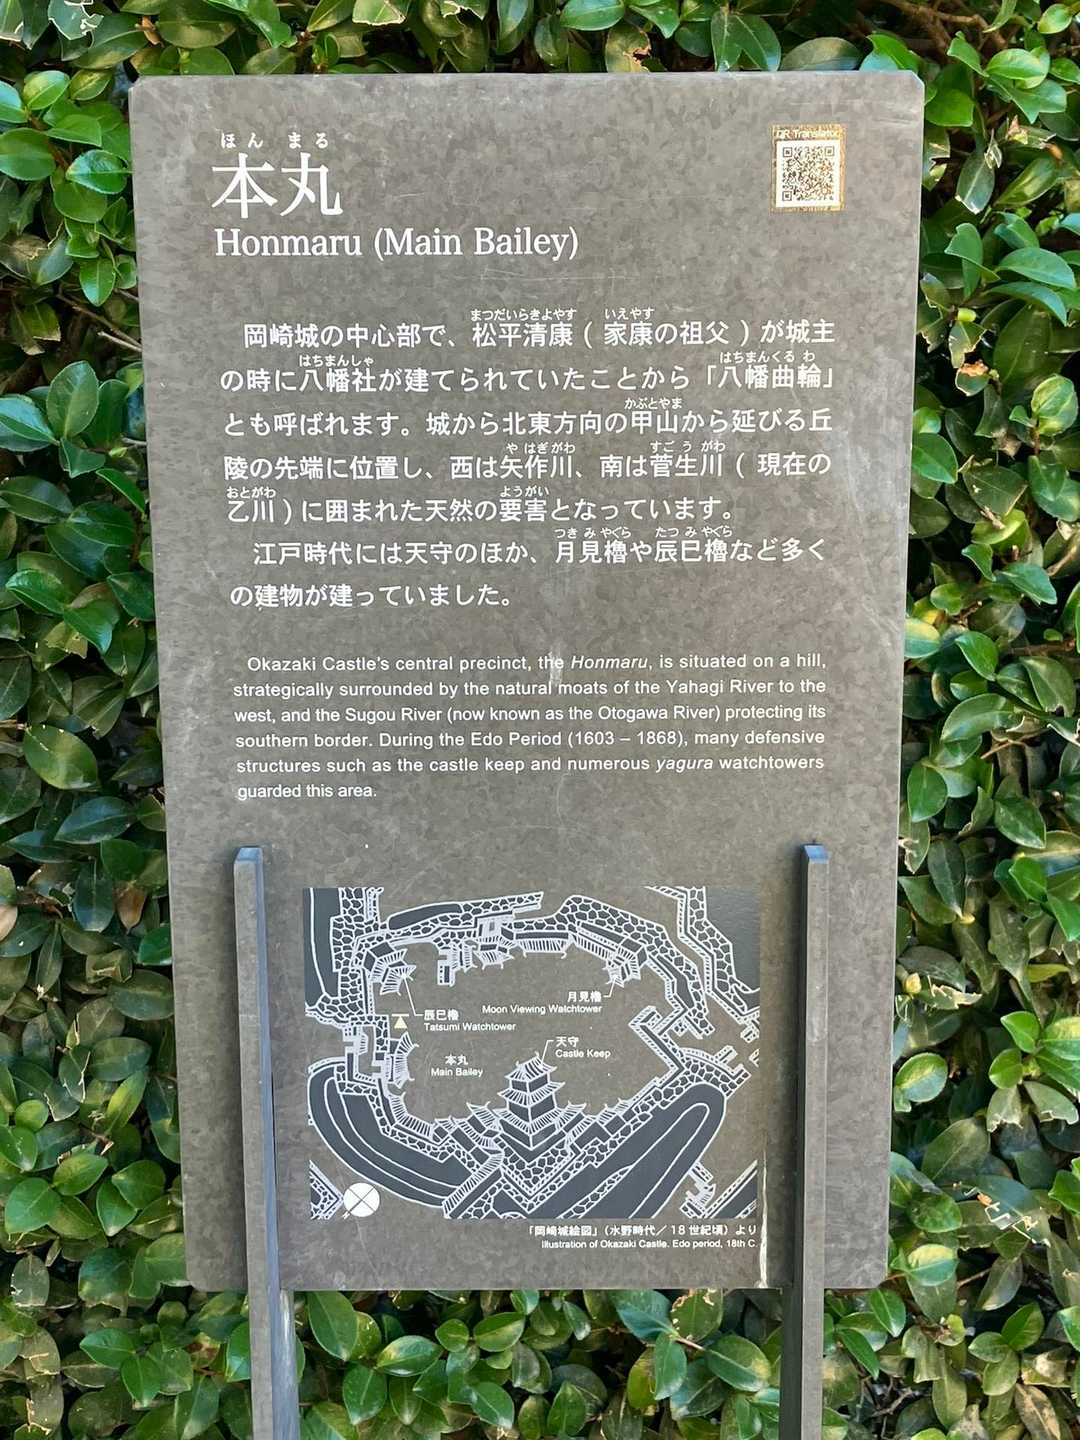 ほんまる
本丸
Honmaru (Main Bailey)
QR Translator
まつだいらきよやす いえやす
岡崎城の中心部で、松平清康 ( 家康の祖父 ) が城主
はちまんしゃ はちまんくるわ
の時に八幡社が建てられていたことから「八幡曲輪」
かぶとやま
とも呼ばれます。城から北東方向の甲山から延びる丘
やはぎがわ すごうがわ
陵の先端に位置し、西は矢作川、南は菅生川 ( 現在の
おとがわ ようがい
乙川 ) に囲まれた天然の要害となっています。
つきみやぐら たつみやぐら
江戸時代には天守のほか、月見櫓や辰巳櫓など多く
の建物が建っていました。
Okazaki Castle's central precinct, the Honmaru, is situated on a hill,
strategically surrounded by the natural moats of the Yahagi River to the
west, and the Sugou River (now known as the Otogawa River) protecting its
southern border. During the Edo Period (1603 – 1868), many defensive
structures such as the castle keep and numerous yagura watchtowers
guarded this area.
月見櫓
Moon Viewing Watchtower
辰巳櫓
Tatsumi Watchtower
天守
Castle Keep
本丸
Main Bailey
「岡崎城絵図」（水野時代／18世紀頃）より
Illustration of Okazaki Castle. Edo period, 18th C.